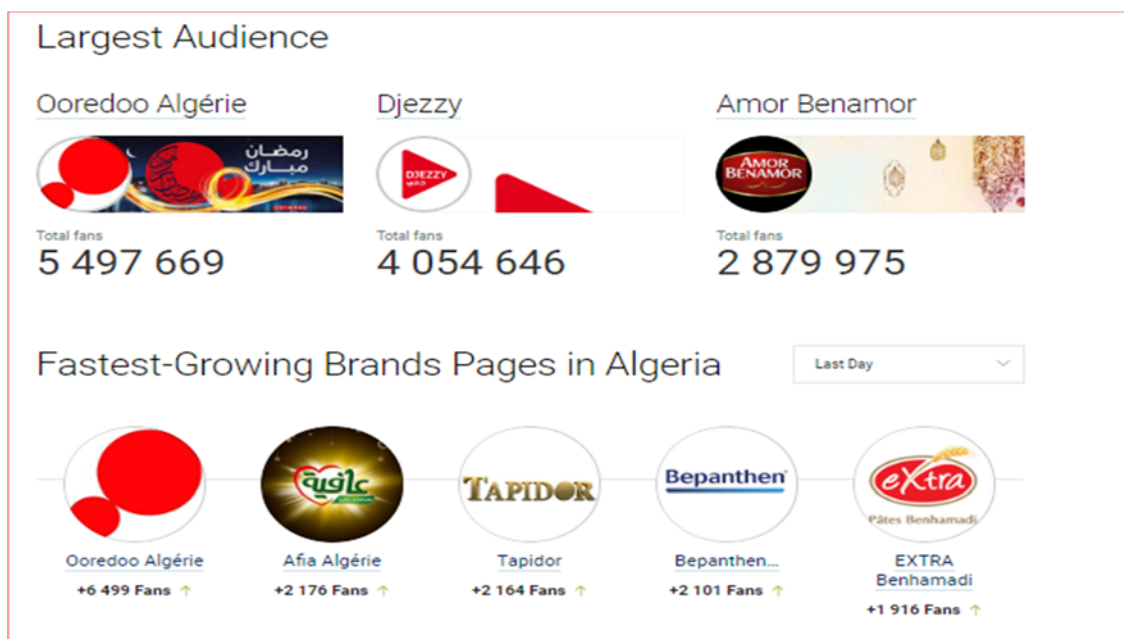 Largest Audience
Ooredoo Algérie
Djezzy
Amor Benamor
رمضان
مبـــارك
ooredoo
DJEZZY
جازي
AMOR
BENAMOR
Total fans
5 497 669
Total fans
4 054 646
Total fans
2 879 975
Fastest-Growing Brands Pages in Algeria
Last Day
عافية
TAPIDOR
Bepanthen
extra
Pâtes Benhamadi
Ooredoo Algérie
Afia Algérie
Tapidor
Bepanthen...
EXTRA
Benhamadi
+6 499 Fans ↑
+2 176 Fans ↑
+2 164 Fans ↑
+2 101 Fans ↑
+1 916 Fans ↑